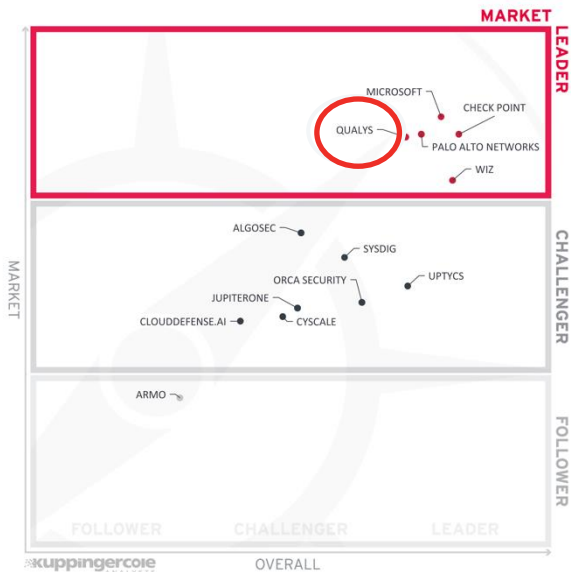 MARKET
LEADER
MICROSOFT
CHECK POINT
QUALYS
PALO ALTO NETWORKS
WIZ
ALGOSEC
SYSDIG
ORCA SECURITY
UPTYCS
JUPITERONE
CLOUDDEFENSE.AI
CYSCALE
CHALLENGER
MARKET
ARMO
FOLLOWER
FOLLOWER CHALLENGER LEADER
kuppingercole
OVERALL